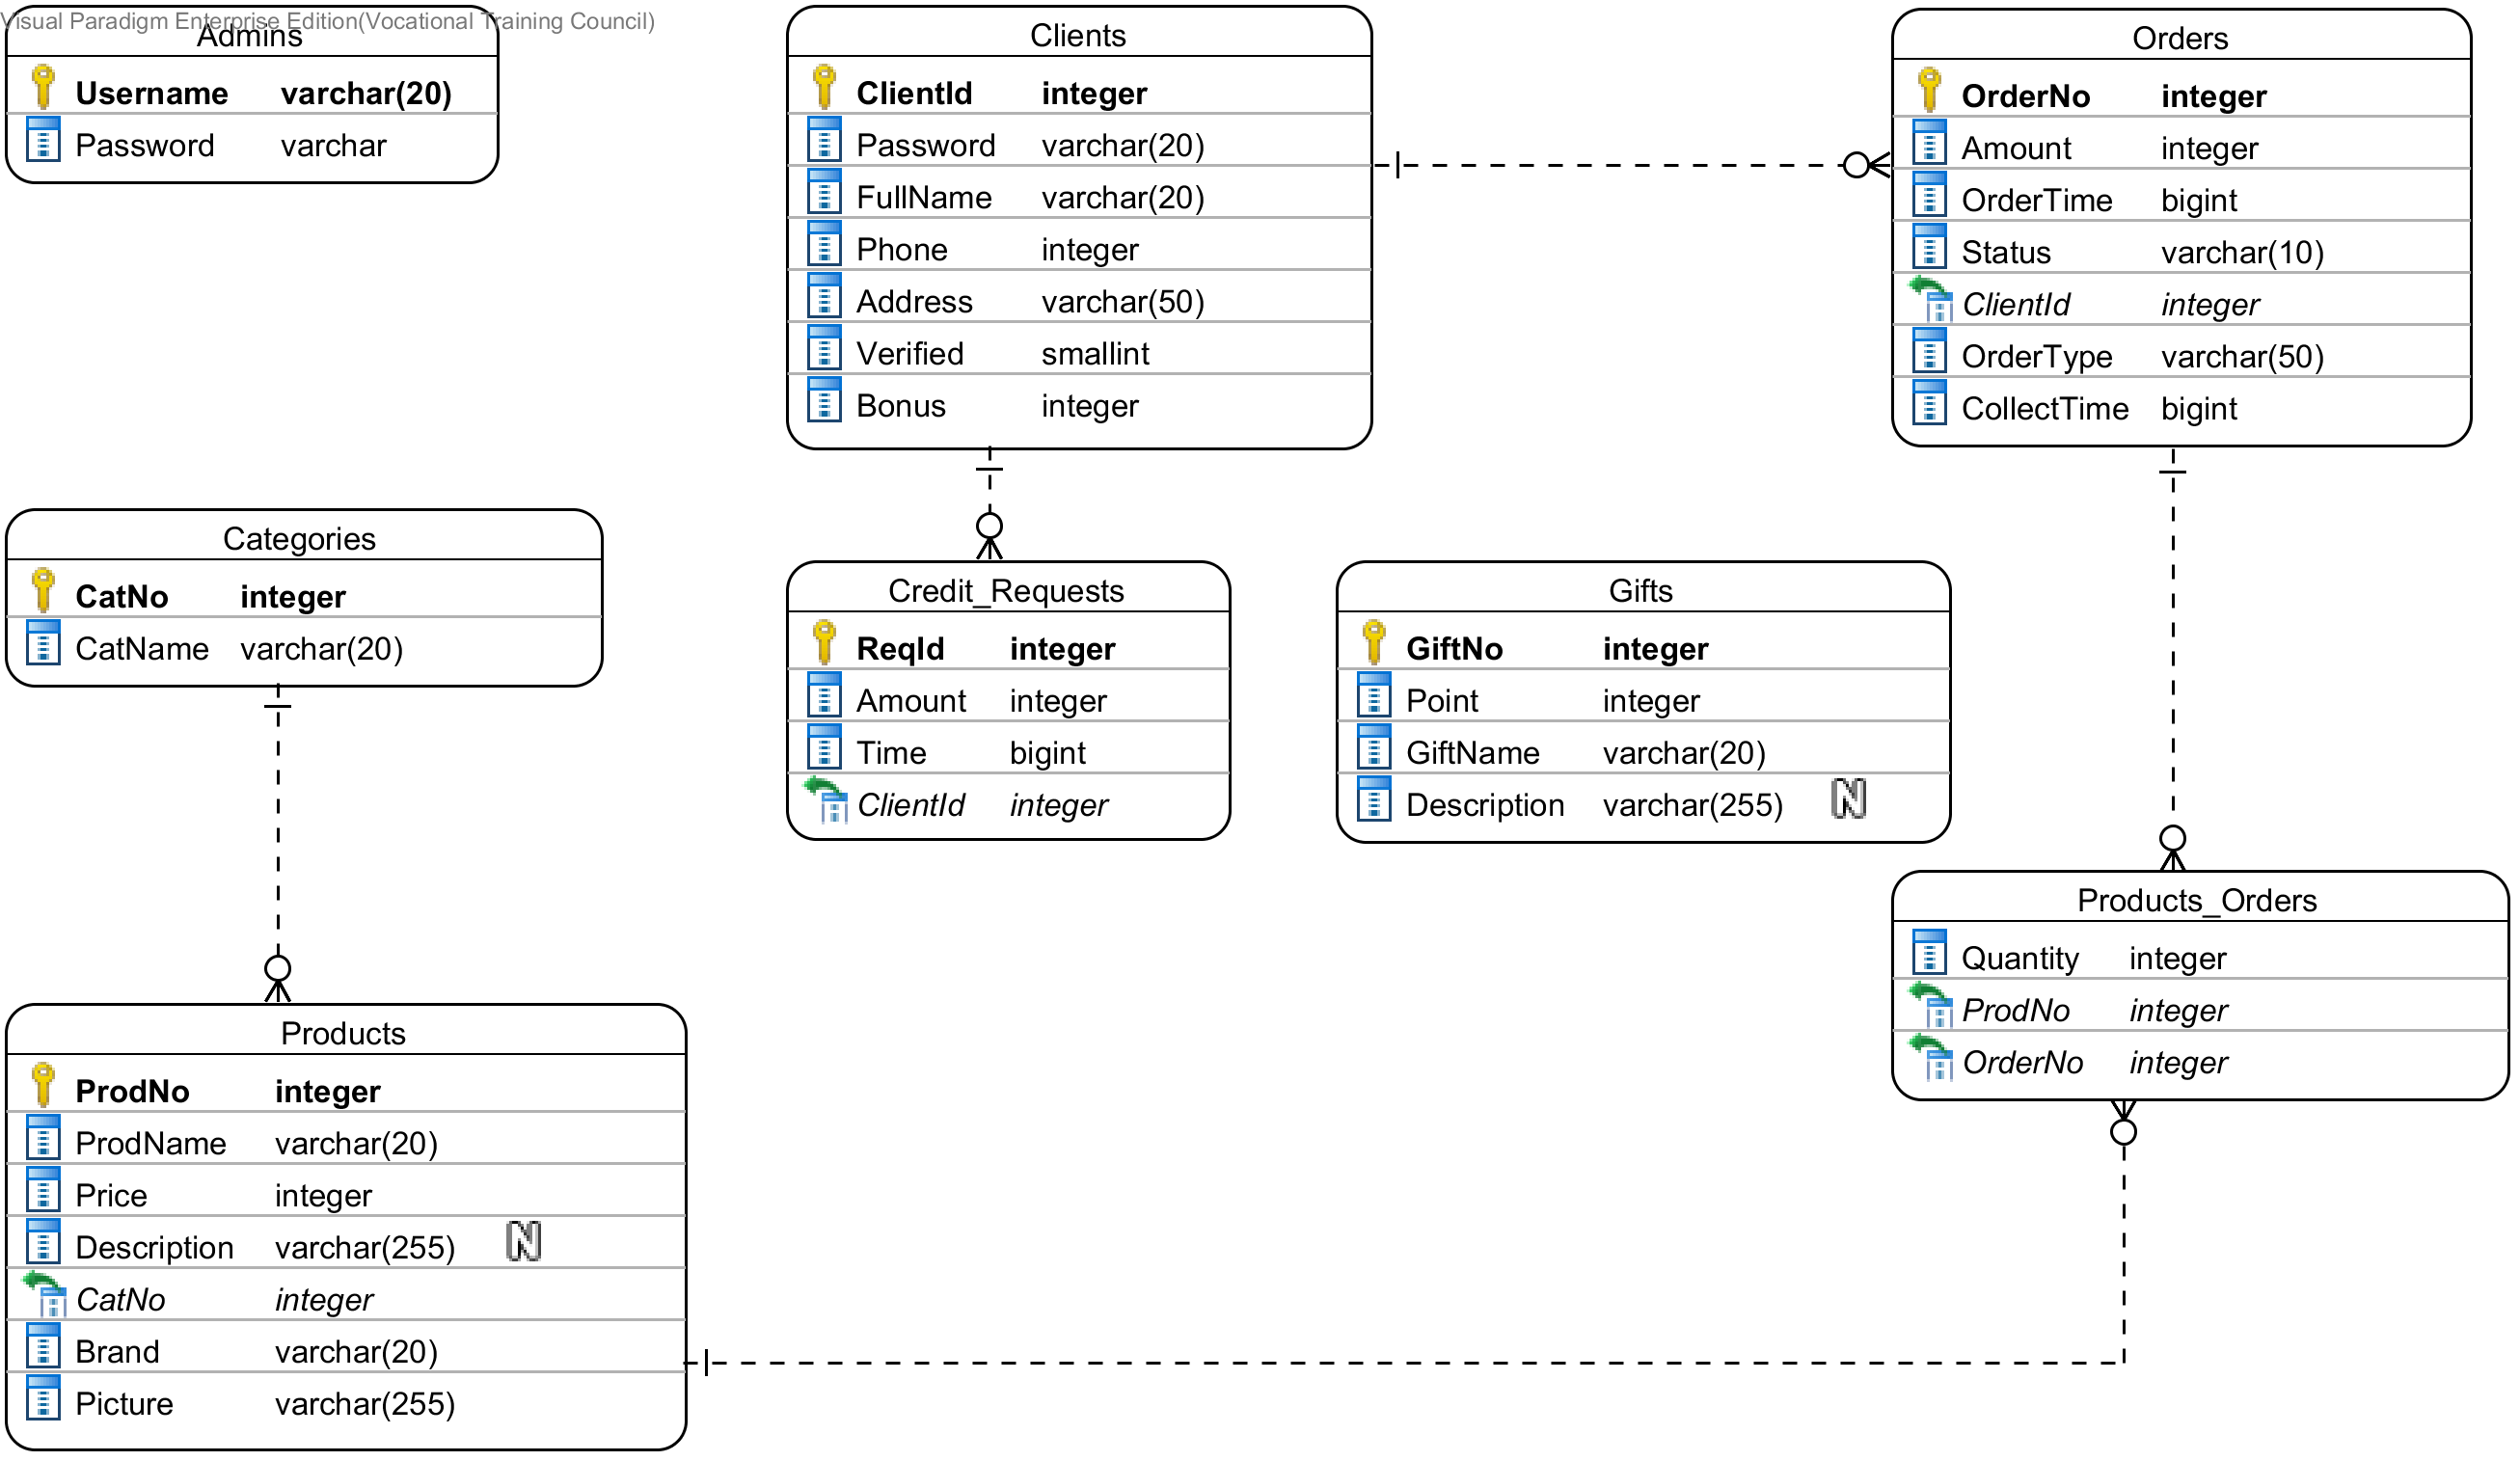 Visual Paradigm Enterprise Edition(Vocational Training Council)
Admins
Username varchar(20)
Password varchar
Clients
ClientId integer
Password varchar(20)
FullName varchar(20)
Phone integer
Address varchar(50)
Verified smallint
Bonus integer
Orders
OrderNo integer
Amount integer
OrderTime bigint
Status varchar(10)
ClientId integer
OrderType varchar(50)
CollectTime bigint
Categories
CatNo integer
CatName varchar(20)
Credit_Requests
ReqId integer
Amount integer
Time bigint
ClientId integer
Gifts
GiftNo integer
Point integer
GiftName varchar(20)
Description varchar(255) N
Products_Orders
Quantity integer
ProdNo integer
OrderNo integer
Products
ProdNo integer
ProdName varchar(20)
Price integer
Description varchar(255) N
CatNo integer
Brand varchar(20)
Picture varchar(255)